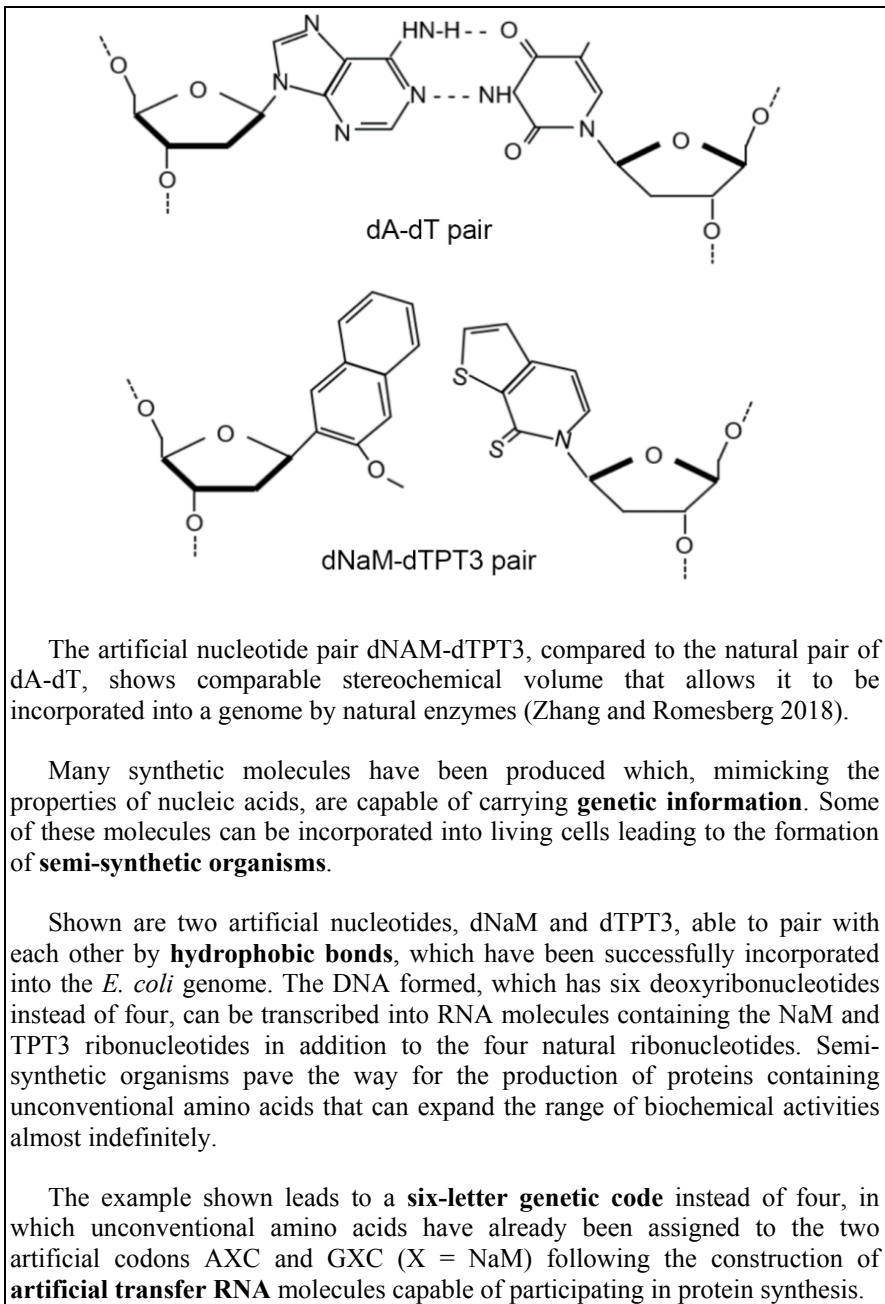 N HN-H O
O O N N NH O
N O N O
O O
dA-dT pair
O S
O O S N O O
O O
dNaM-dTPT3 pair
The artificial nucleotide pair dNAM-dTPT3, compared to the natural pair of
dA-dT, shows comparable stereochemical volume that allows it to be
incorporated into a genome by natural enzymes (Zhang and Romesberg 2018).
Many synthetic molecules have been produced which, mimicking the
properties of nucleic acids, are capable of carrying genetic information. Some
of these molecules can be incorporated into living cells leading to the formation
of semi-synthetic organisms.
Shown are two artificial nucleotides, dNaM and dTPT3, able to pair with
each other by hydrophobic bonds, which have been successfully incorporated
into the E. coli genome. The DNA formed, which has six deoxyribonucleotides
instead of four, can be transcribed into RNA molecules containing the NaM and
TPT3 ribonucleotides in addition to the four natural ribonucleotides. Semi-
synthetic organisms pave the way for the production of proteins containing
unconventional amino acids that can expand the range of biochemical activities
almost indefinitely.
The example shown leads to a six-letter genetic code instead of four, in
which unconventional amino acids have already been assigned to the two
artificial codons AXC and GXC (X = NaM) following the construction of
artificial transfer RNA molecules capable of participating in protein synthesis.